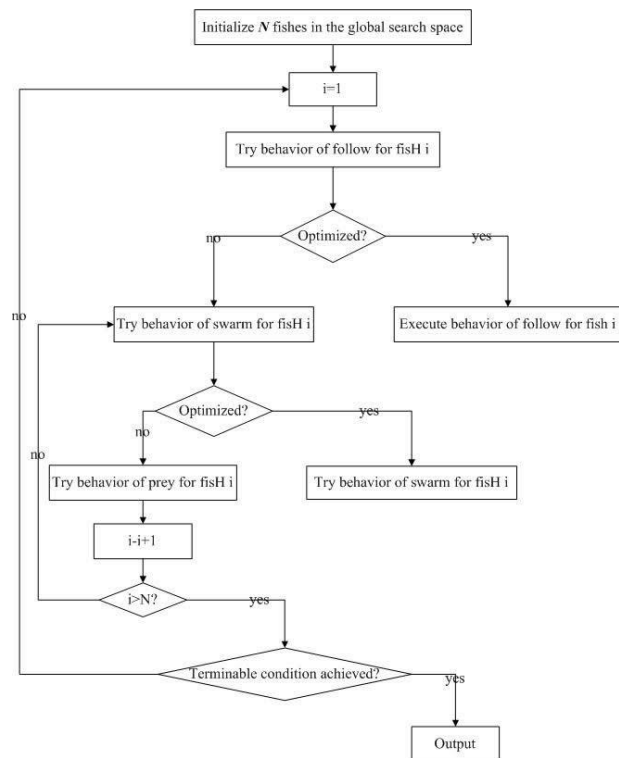 Initialize N fishes in the global search space
i=1
Try behavior of follow for fisH i
Optimized?
no
yes
Try behavior of swarm for fisH i
Execute behavior of follow for fish i
no
Optimized?
yes
no
no
Try behavior of prey for fisH i
Try behavior of swarm for fisH i
i-i+1
i>N?
yes
Terminable condition achieved?
yes
Output